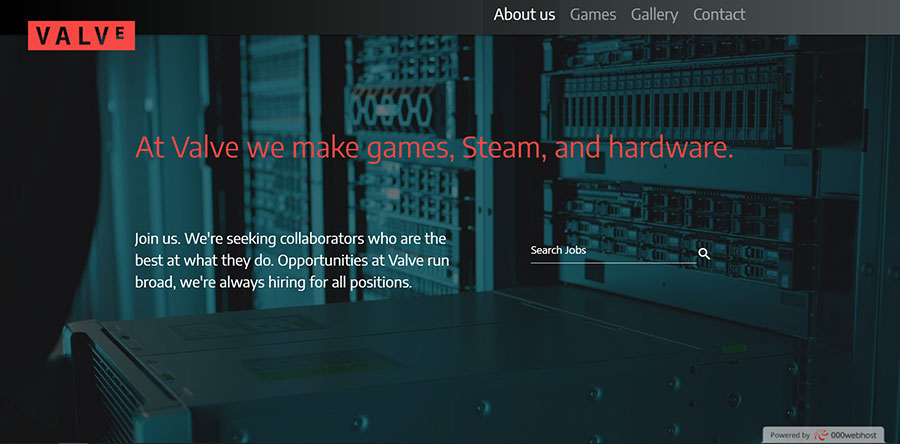 About us Games Gallery Contact
VALVE
At Valve we make games, Steam, and hardware.
Join us. We're seeking collaborators who are the
best at what they do. Opportunities at Valve run
broad, we're always hiring for all positions.
Search Jobs
Powered by 000webhost